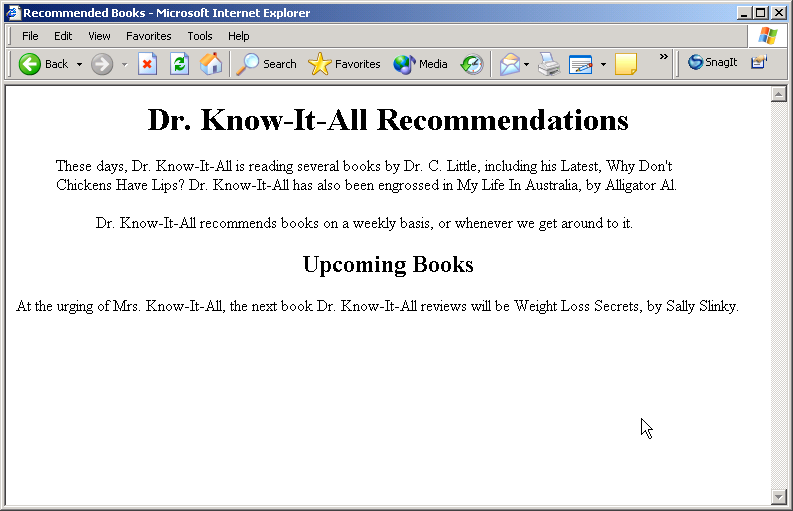 Recommended Books - Microsoft Internet Explorer
File Edit View Favorites Tools Help
Back Search Favorites Media » SnagIt
Dr. Know-It-All Recommendations
These days, Dr. Know-It-All is reading several books by Dr. C. Little, including his Latest, Why Don't
Chickens Have Lips? Dr. Know-It-All has also been engrossed in My Life In Australia, by Alligator Al.
Dr. Know-It-All recommends books on a weekly basis, or whenever we get around to it.
Upcoming Books
At the urging of Mrs. Know-It-All, the next book Dr. Know-It-All reviews will be Weight Loss Secrets, by Sally Slinky.